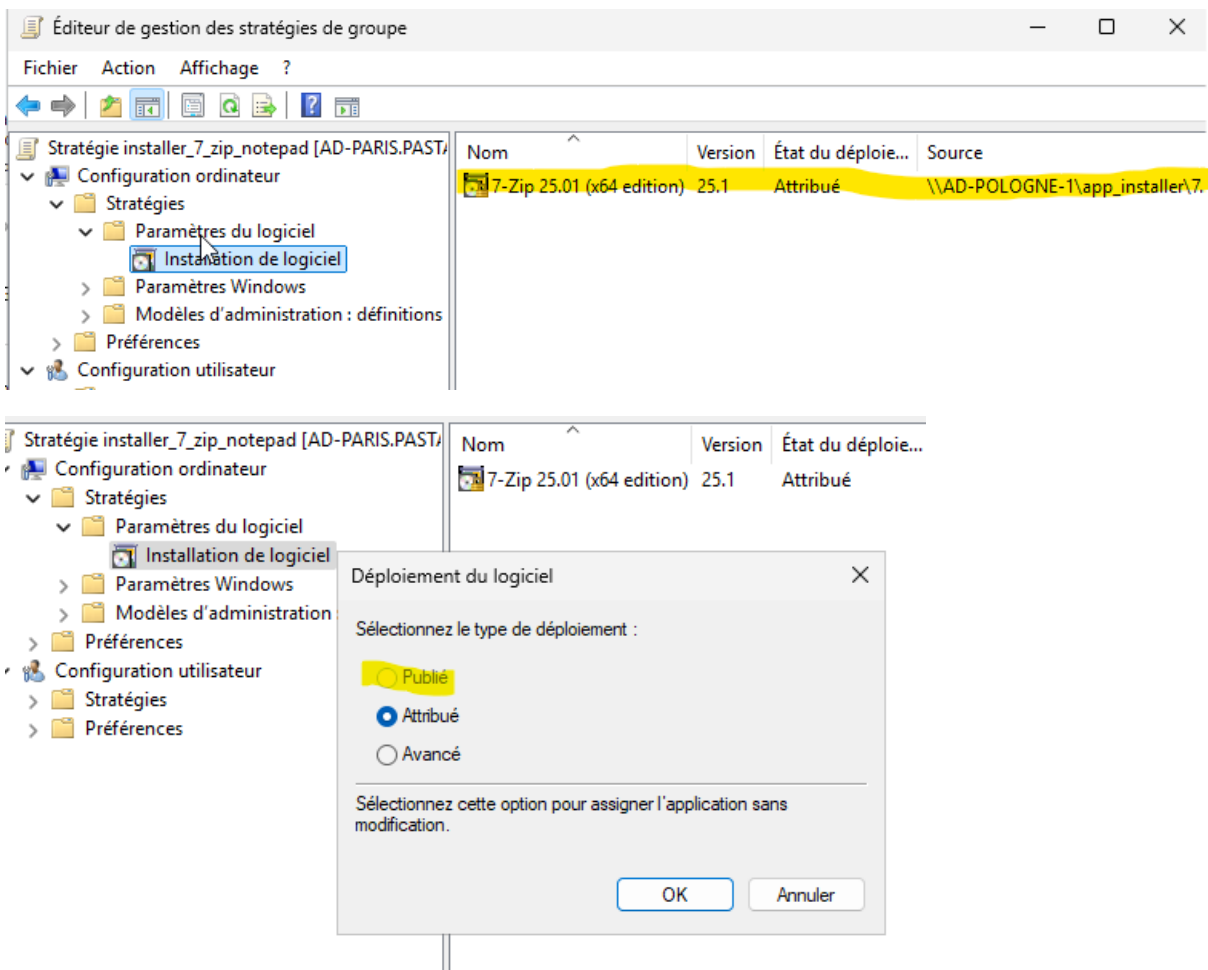 Éditeur de gestion des stratégies de groupe
Fichier Action Affichage ?
Stratégie installer_7_zip_notepad [AD-PARIS.PASTA
Nom Version État du déploie... Source
Configuration ordinateur
7-Zip 25.01 (x64 edition) 25.1 Attribué \\AD-POLOGNE-1\app_installer\7.
Stratégies
Paramètres du logiciel
Installation de logiciel
Paramètres Windows
Modèles d'administration : définitions
Préférences
Configuration utilisateur
Stratégie installer_7_zip_notepad [AD-PARIS.PASTA
Nom Version État du déploie...
Configuration ordinateur
7-Zip 25.01 (x64 edition) 25.1 Attribué
Stratégies
Paramètres du logiciel
Installation de logiciel
Paramètres Windows
Modèles d'administration :
Préférences
Configuration utilisateur
Stratégies
Préférences
Déploiement du logiciel
Sélectionnez le type de déploiement :
Publié
Attribué
Avancé
Sélectionnez cette option pour assigner l'application sans
modification.
OK Annuler